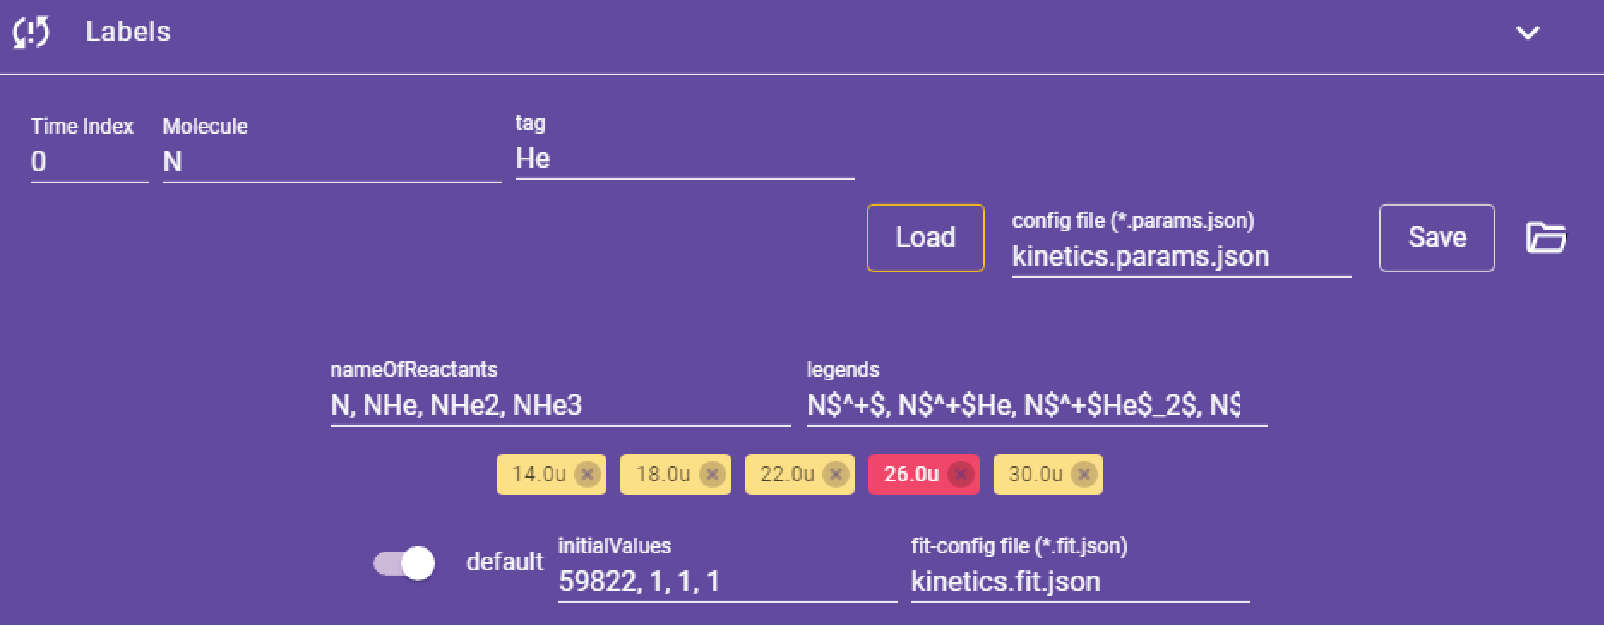 Labels
Time Index
Molecule
tag
0
N
He
Load
config file (*.params.json)
kinetics.params.json
Save
nameOfReactants
legends
N, NHe, NHe2, NHe3
N$^+$, N$^+$He, N$^+$He$_2$, N$
14.0u
18.0u
22.0u
26.0u
30.0u
default
initialValues
59822, 1, 1, 1
fit-config file (*.fit.json)
kinetics.fit.json